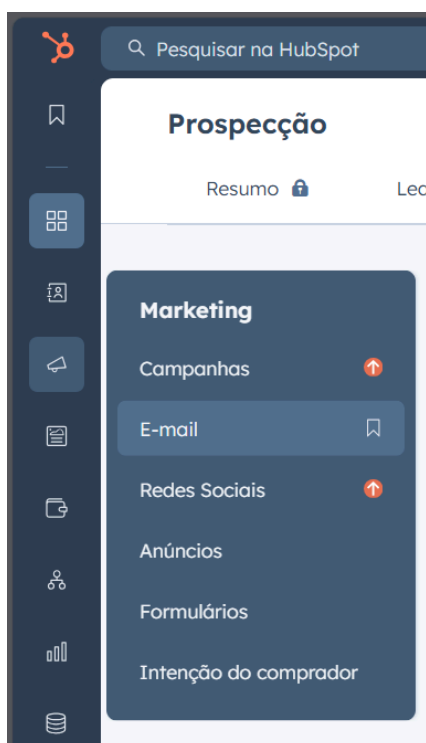 Pesquisar na HubSpot
Prospecção
Resumo
Marketing
Campanhas
E-mail
Redes Sociais
Anúncios
Formulários
Intenção do comprador